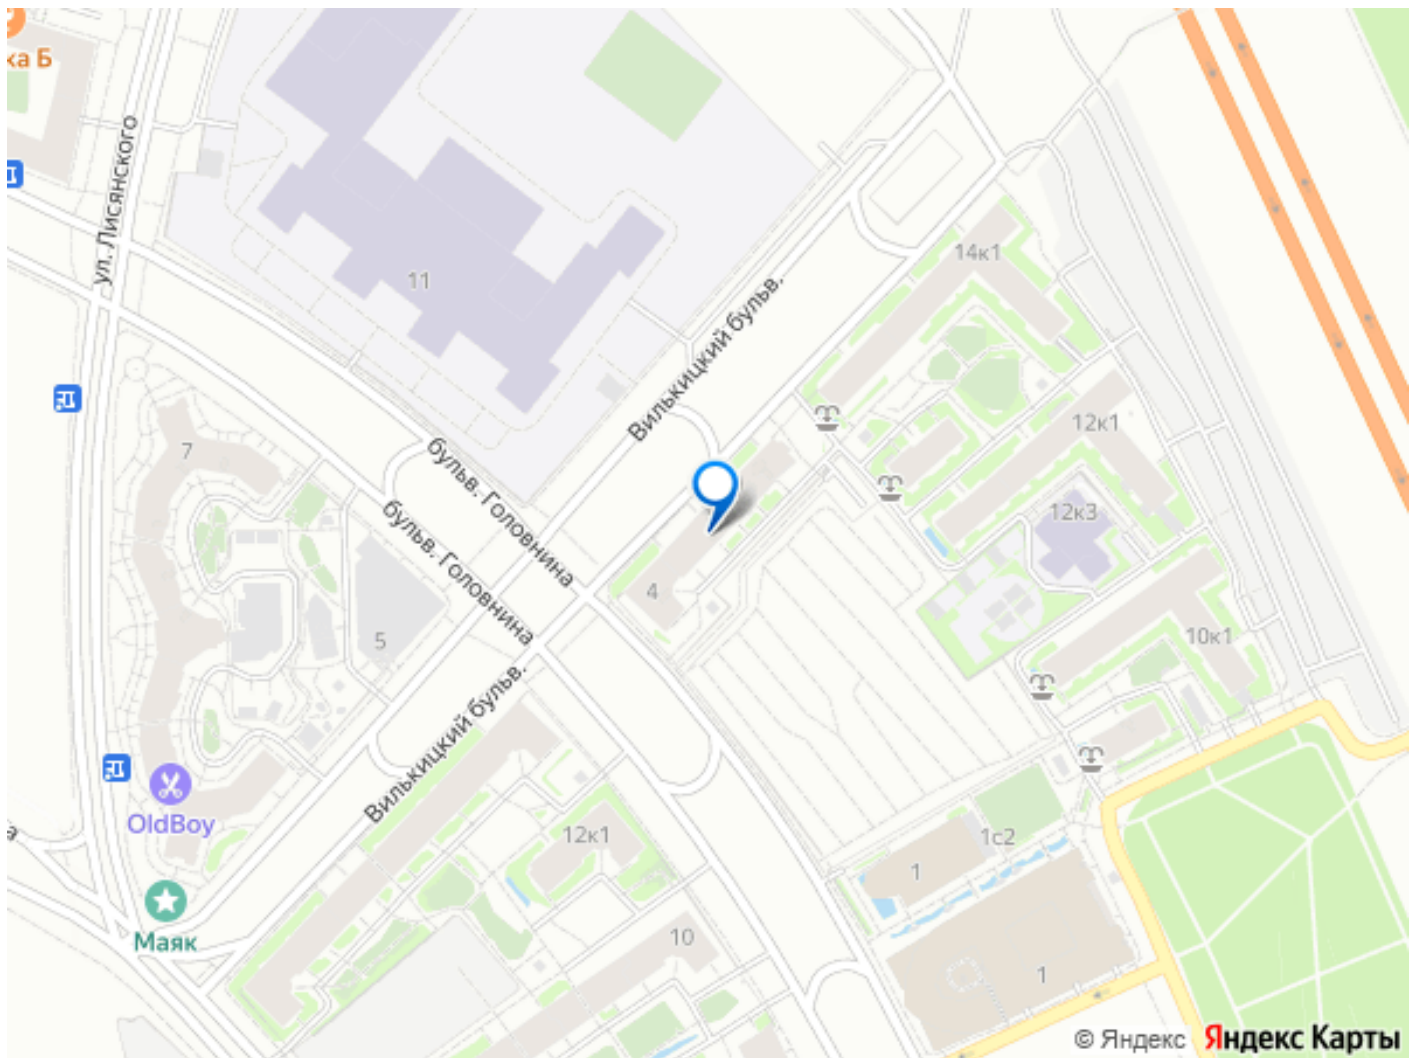 ка Б
ул. Лисянского
11
14к1
Вилькицкий бульв.
12к1
7
бульв. Головнина
бульв. Головнина
12к3
4
5
10к1
Вилькицкий бульв.
OldBoy
12к1
1с2
1
а
Маяк
10
1
© Яндекс Яндекс Карты